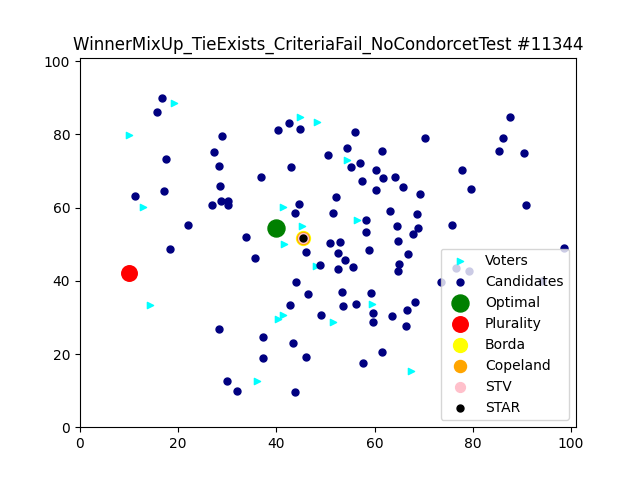 WinnerMixUp_TieExists_CriteriaFail_NoCondorcetTest #11344
100
80
60
40
20
0
0 20 40 60 80 100
Voters
Candidates
Optimal
Plurality
Borda
Copeland
STV
STAR